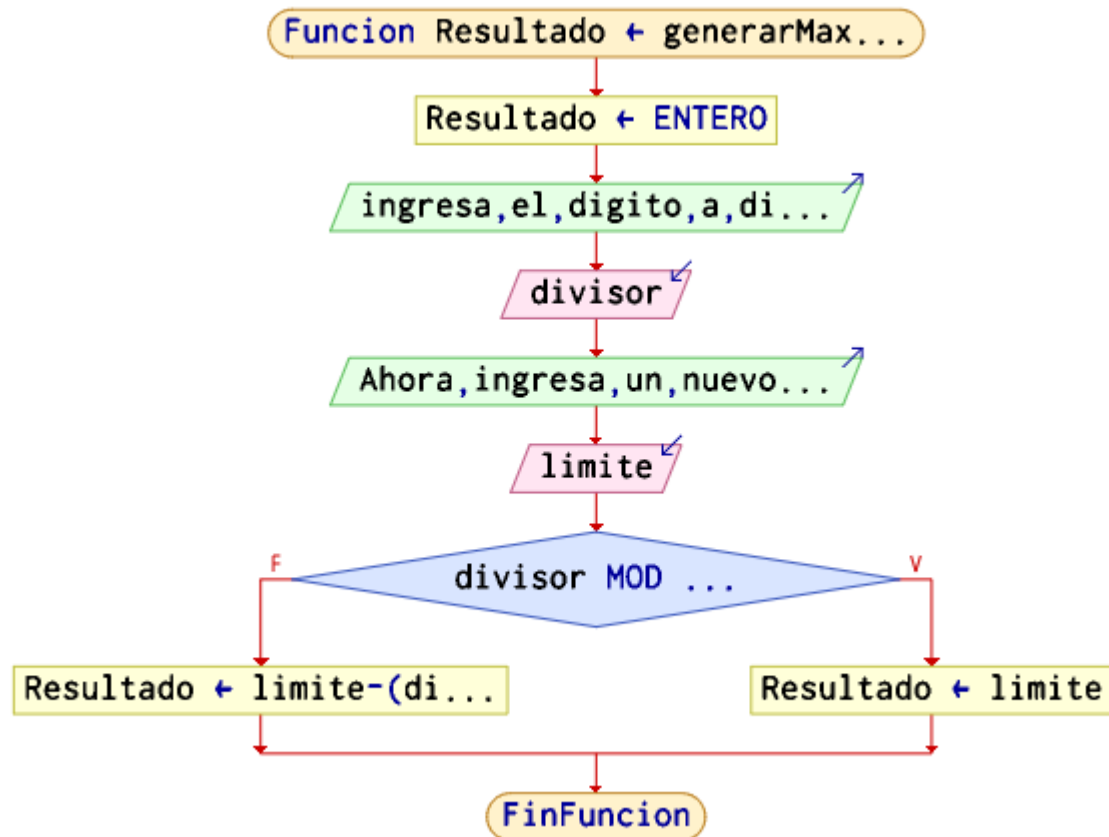 Funcion Resultado ← generarMax...
Resultado ← ENTERO
ingresa,el,digito,a,di...
divisor
Ahora,ingresa,un,nuevo...
limite
F
divisor MOD ...
V
Resultado ← limite-(di...
Resultado ← limite
FinFuncion